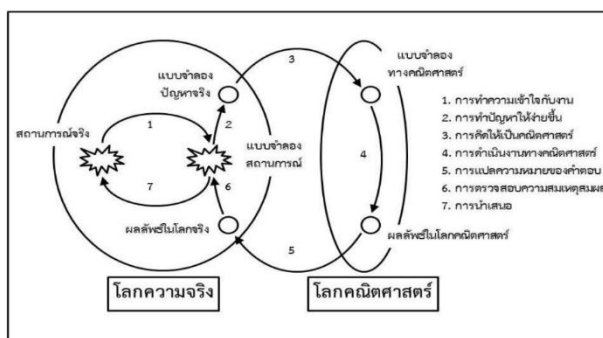 แบบจำลอง
ปัญหาจริง
3
แบบจำลอง
ทางคณิตศาสตร์
สถานการณ์จริง
1
2
แบบจำลอง
สถานการณ์
4
7
6
ผลลัพธ์ในโลกจริง
5
ผลลัพธ์ในโลกคณิตศาสตร์
1. การทำความเข้าใจกับงาน
2. การทำปัญหาให้ง่ายขึ้น
3. การคิดให้เป็นคณิตศาสตร์
4. การดำเนินงานทางคณิตศาสตร์
5. การแปลความหมายของคำตอบ
6. การตรวจสอบความสมเหตุสมผล
7. การนำเสนอ
โลกความจริง
โลกคณิตศาสตร์